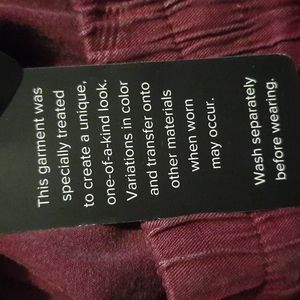 This garment was
specially treated
to create a unique,
one-of-a-kind look.
Variations in color
and transfer onto
other materials
when worn
may occur.
Wash separately
before wearing.